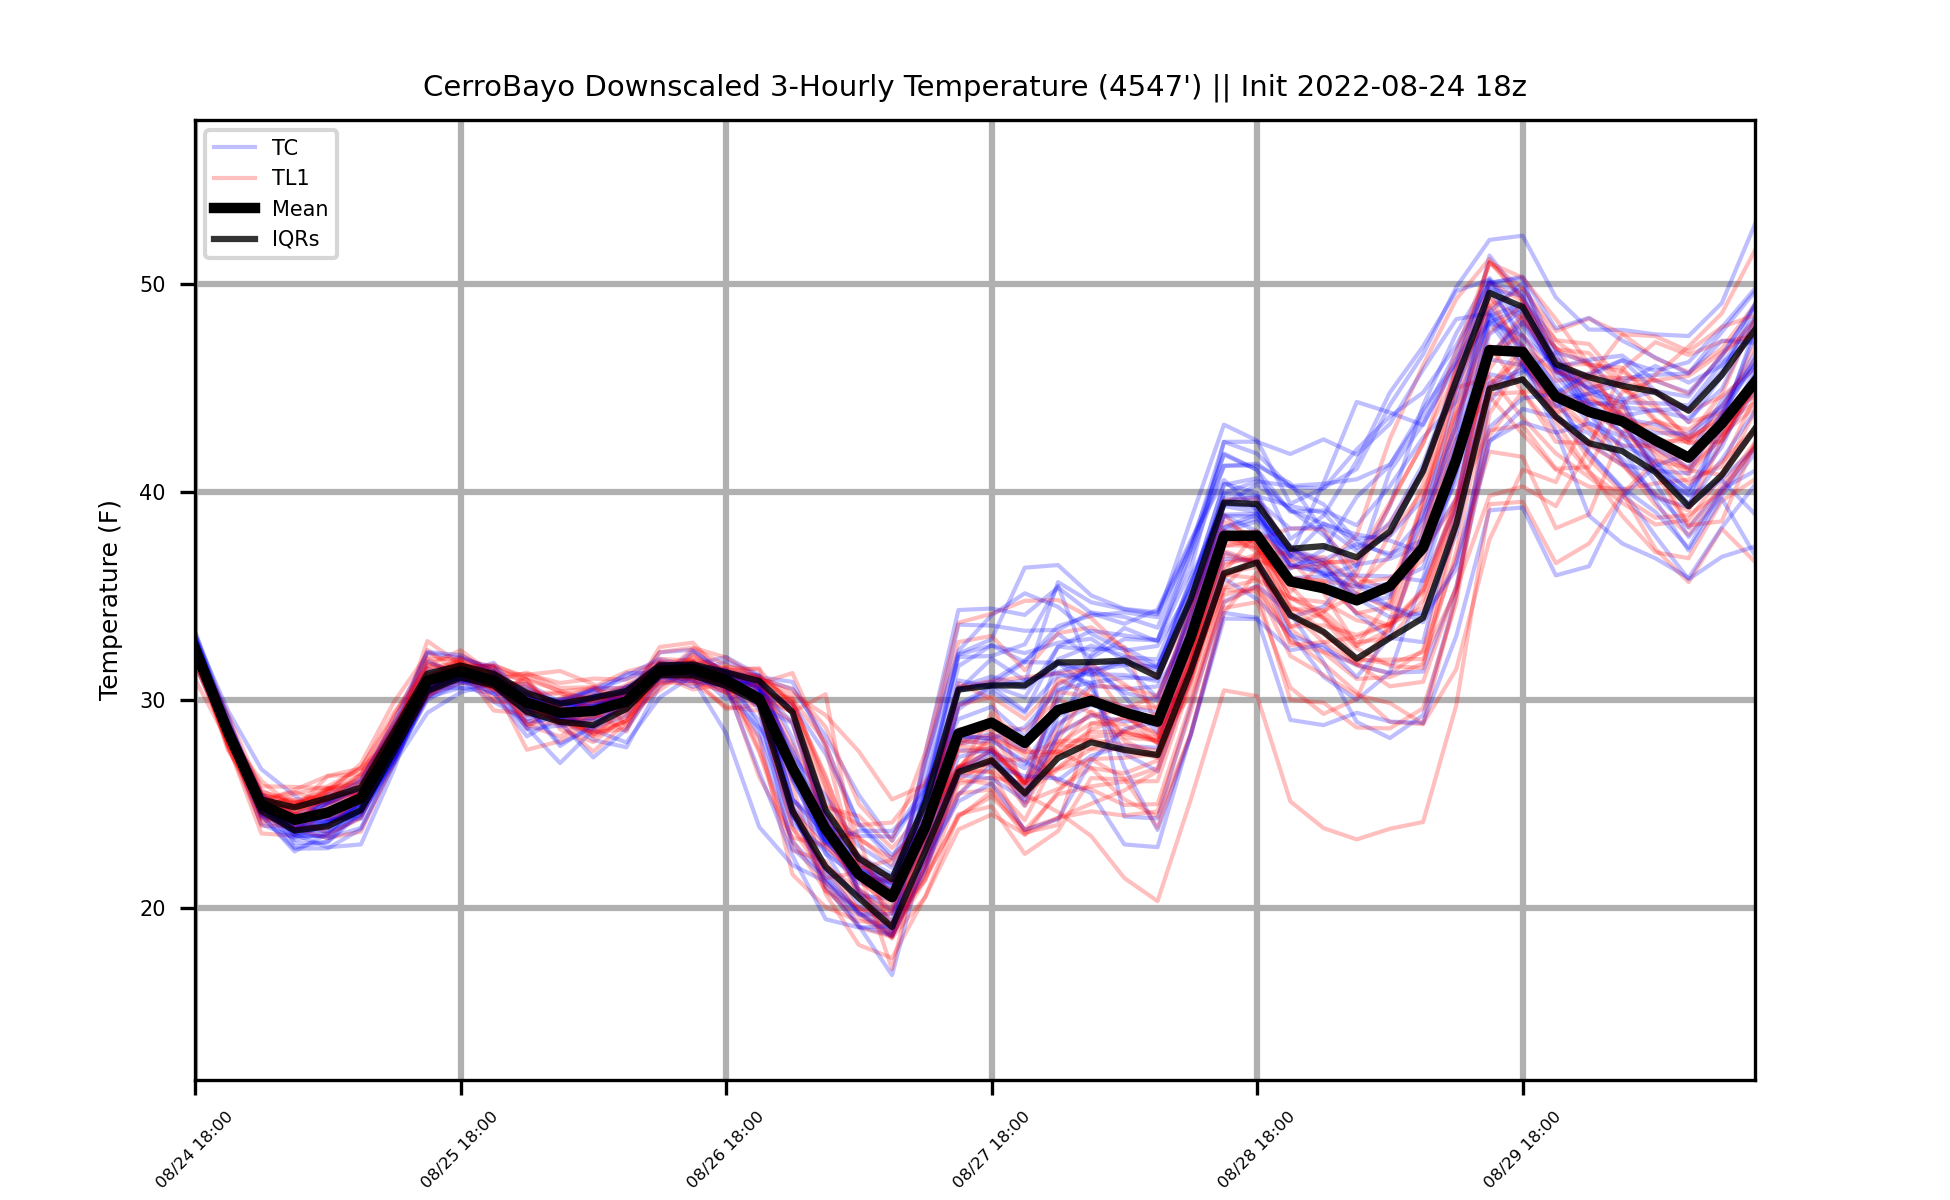 CerroBayo Downscaled 3-Hourly Temperature (4547') || Init 2022-08-24 18z
TC
TL1
Mean
IQRs
Temperature (F)
50
40
30
20
08/24 18:00
08/25 18:00
08/26 18:00
08/27 18:00
08/28 18:00
08/29 18:00